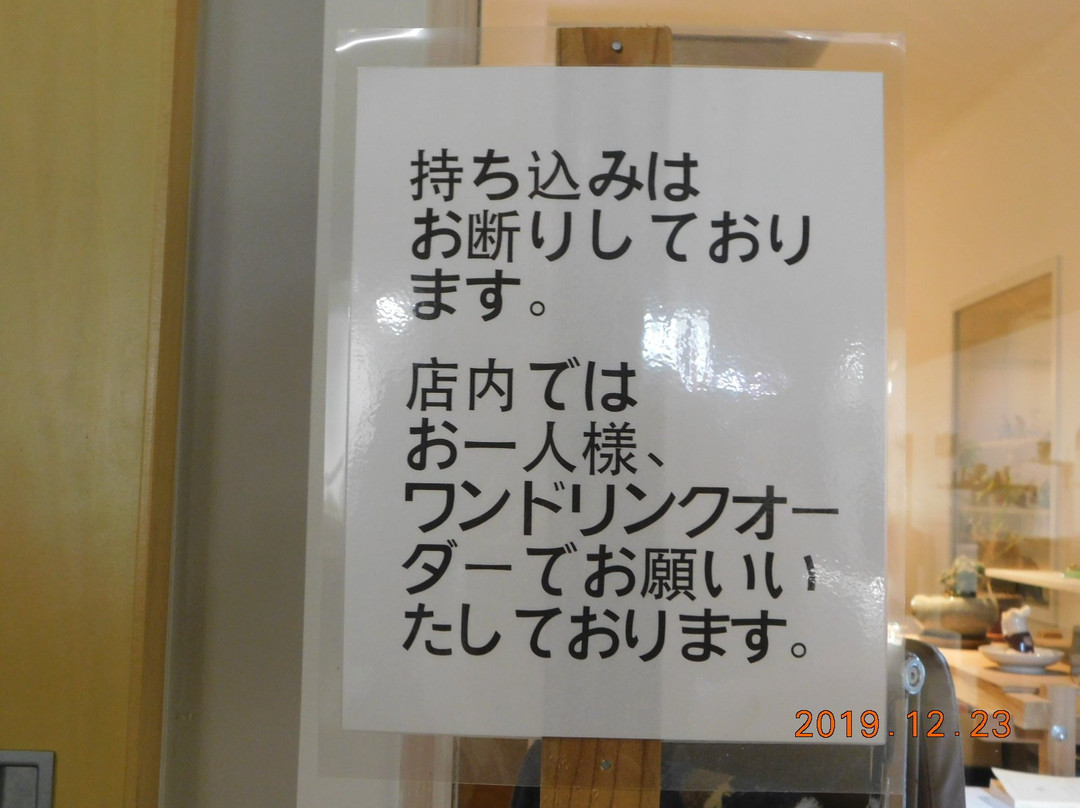 持ち込みは
お断りしており
ます。
店内では
お一人様、
ワンドリンクオー
ダーでお願いい
たしております。
2019.12.23